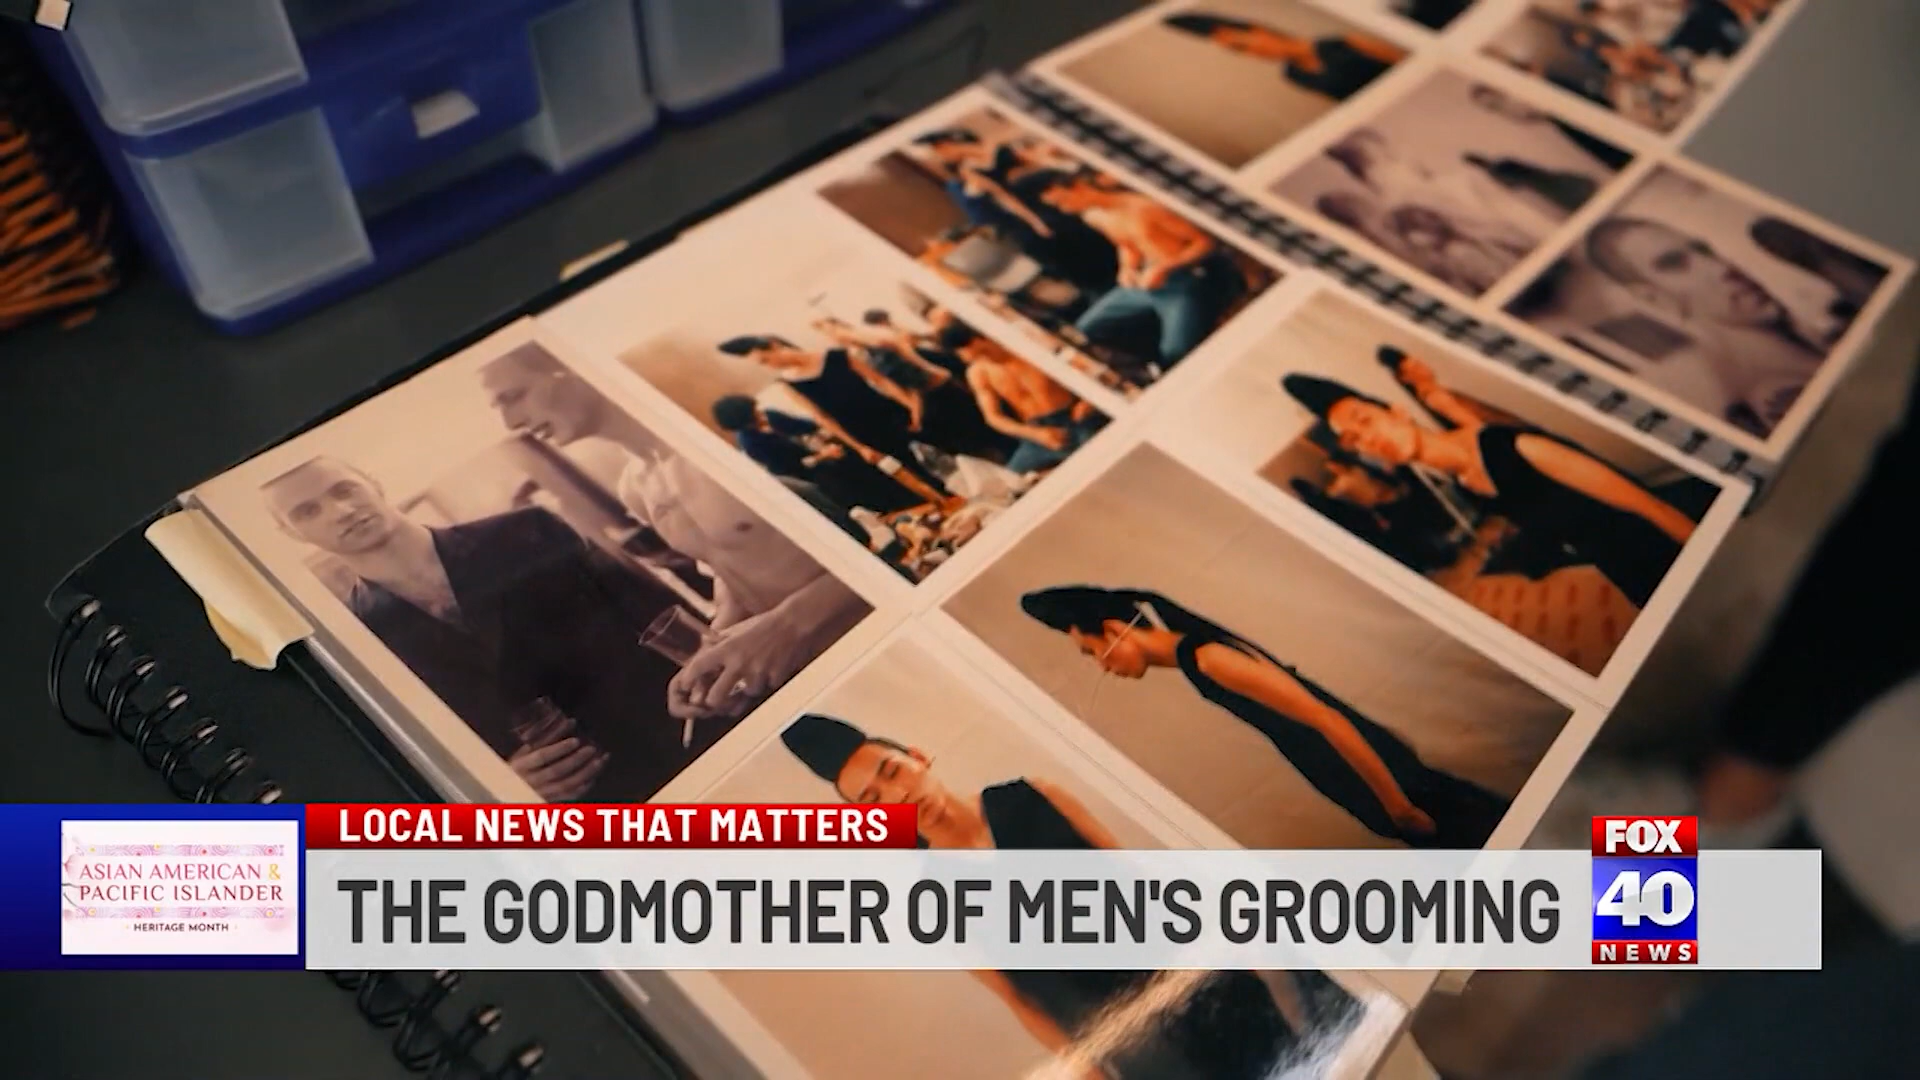 LOCAL NEWS THAT MATTERS
ASIAN AMERICAN &
PACIFIC ISLANDER
HERITAGE MONTH
THE GODMOTHER OF MEN'S GROOMING
FOX
40
NEWS